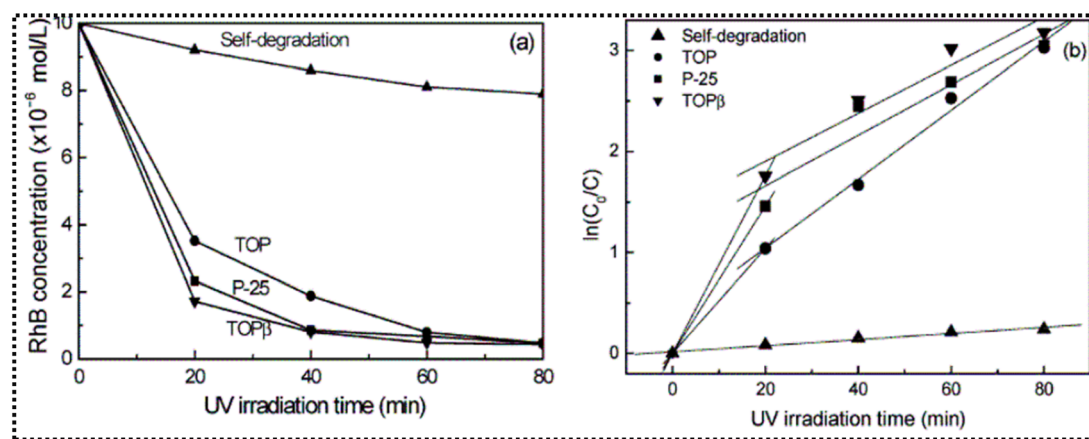 (a)
Self-degradation
TOP
P-25
TOPβ
RhB concentration (x10⁻⁶ mol/L)
10
8
6
4
2
0
0 20 40 60 80
UV irradiation time (min)
(b)
Self-degradation
TOP
P-25
TOPβ
ln(C₀/C)
3
2
1
0
0 20 40 60 80
UV irradiation time (min)